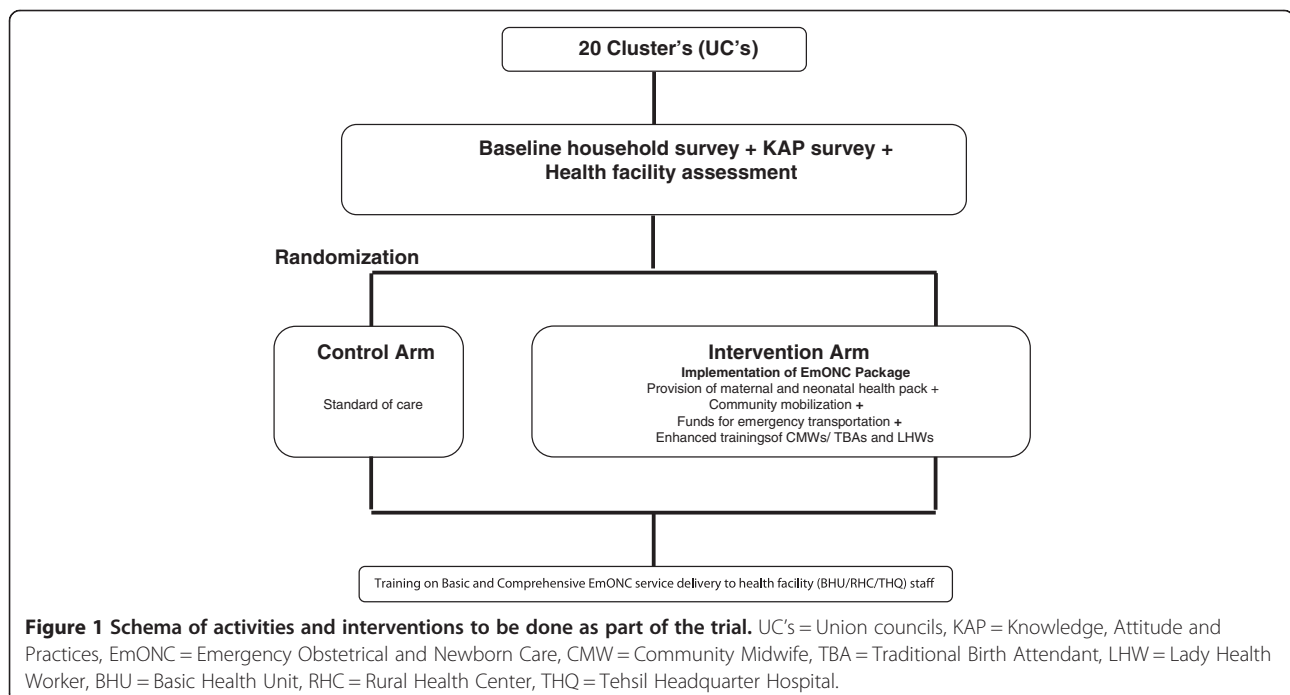 20 Cluster's (UC's)
Baseline household survey + KAP survey +
Health facility assessment
Randomization
Control Arm
Standard of care
Intervention Arm
Implementation of EmONC Package
Provision of maternal and neonatal health pack +
Community mobilization +
Funds for emergency transportation +
Enhanced trainingsof CMWs/ TBAs and LHWs
Training on Basic and Comprehensive EmONC service delivery to health facility (BHU/RHC/THQ) staff
Figure 1 Schema of activities and interventions to be done as part of the trial. UC's = Union councils, KAP = Knowledge, Attitude and
Practices, EmONC = Emergency Obstetrical and Newborn Care, CMW = Community Midwife, TBA = Traditional Birth Attendant, LHW = Lady Health
Worker, BHU = Basic Health Unit, RHC = Rural Health Center, THQ = Tehsil Headquarter Hospital.